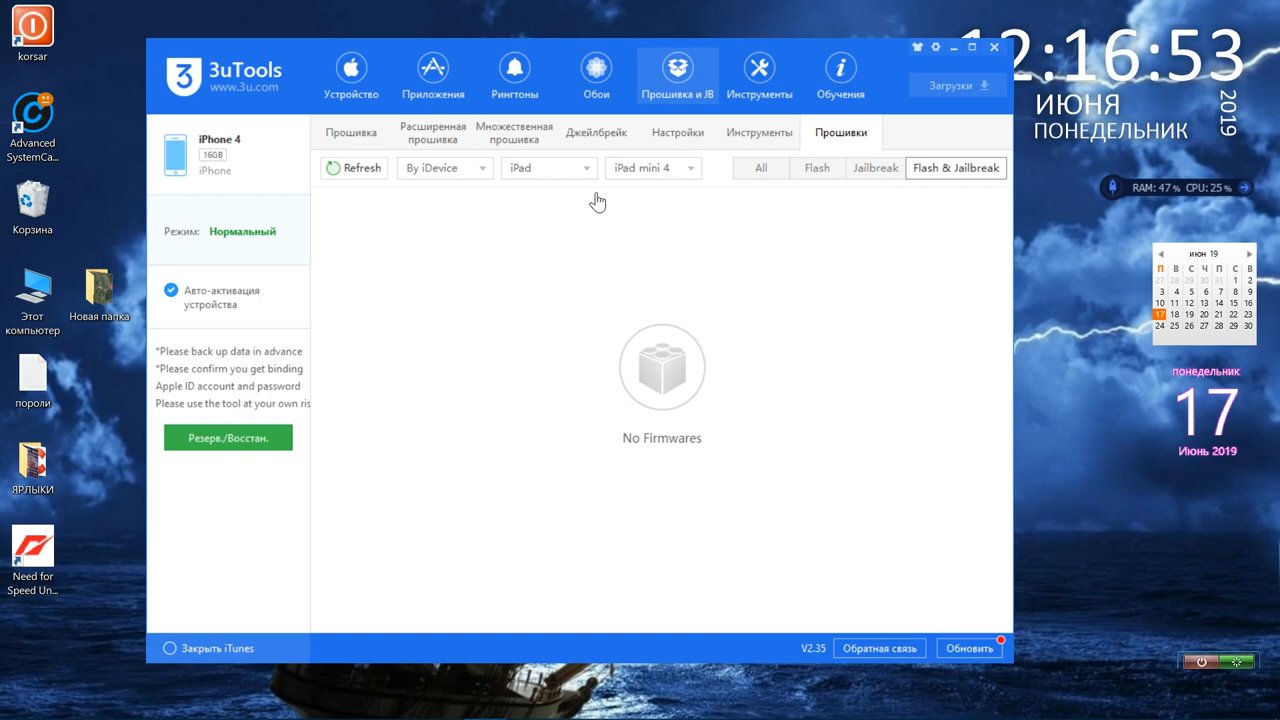 korsar
Advanced
SystemCa...
Корзина
Этот
компьютер
Новая папка
пороли
ЯРЛЫКИ
Need for
Speed Un...
3 3uTools
www.3u.com
Устройство
Приложения
Рингтоны
Обои
Прошивка и JB
Инструменты
Обучения
Загрузки
iPhone 4
16GB
iPhone
Режим: Нормальный
Авто-активация
устройства
*Please back up data in advance
*Please confirm you get binding
Apple ID account and password
Please use the tool at your own ris
Резерв./Восстан.
Прошивка
Расширенная
прошивка
Множественная
прошивка
Джейлбрейк
Настройки
Инструменты
Прошивки
Refresh
By iDevice
iPad
iPad mini 4
All
Flash
Jailbreak
Flash & Jailbreak
No Firmwares
Закрыть iTunes
V2.35
Обратная связь
Обновить
12:16:53
ИЮНЯ
ПОНЕДЕЛЬНИК
2019
RAM: 47 % CPU: 25 %
июн 19
П В С Ч П С В
27 28 29 30 31 1 2
3 4 5 6 7 8 9
10 11 12 13 14 15 16
17 18 19 20 21 22 23
24 25 26 27 28 29 30
понедельник
17
Июнь 2019